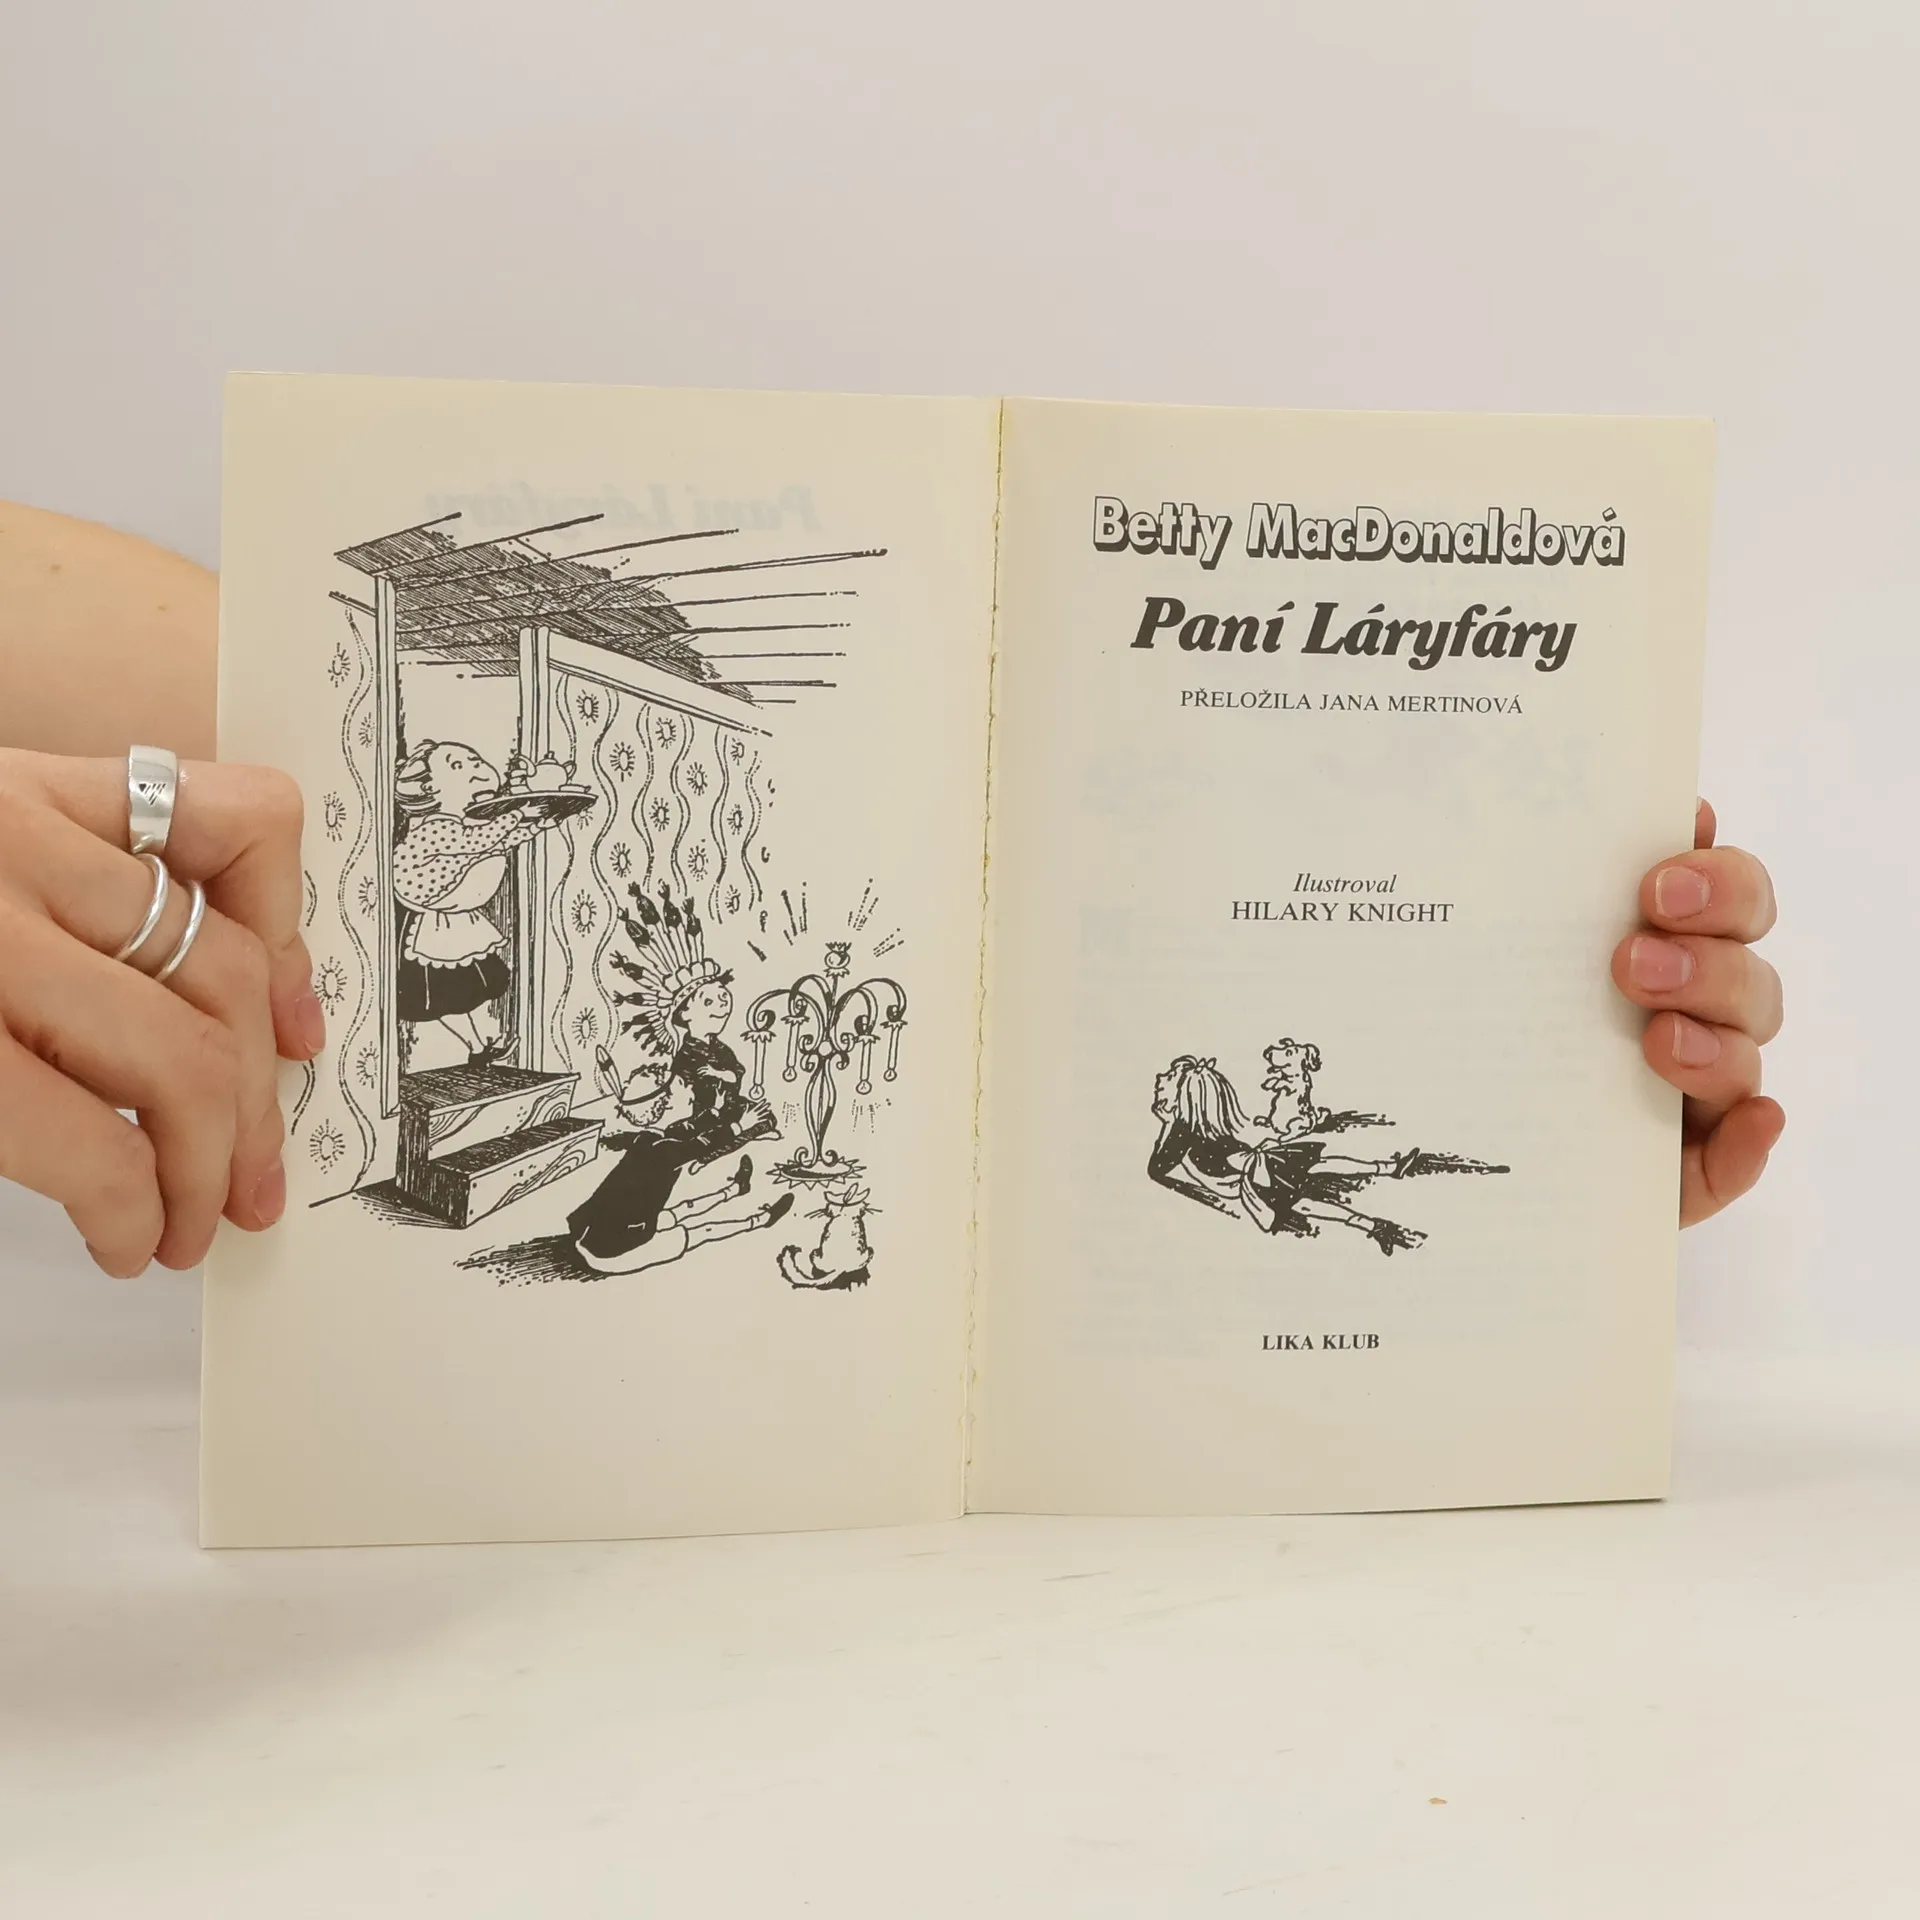 Betty MacDonaldová
Paní Láryfáry
PŘELOŽILA JANA MERTINOVÁ
Ilustroval
HILARY KNIGHT
LIKA KLUB